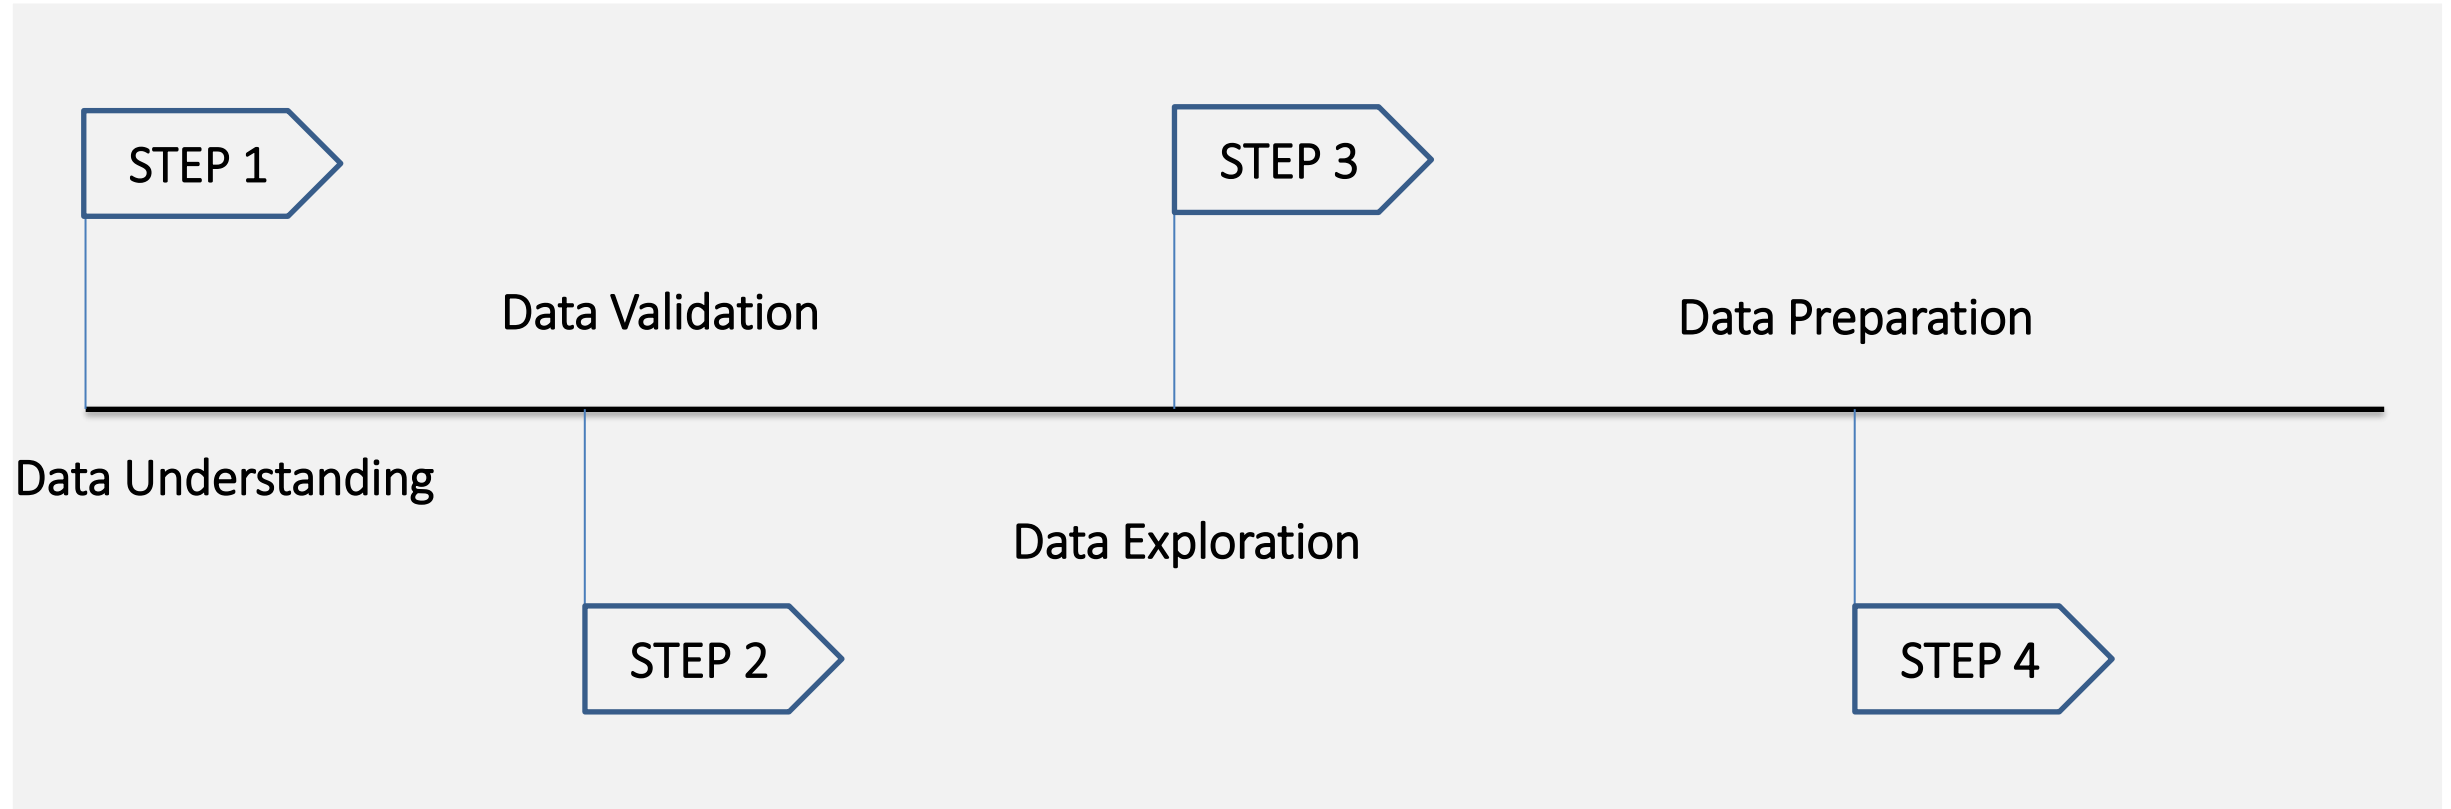 STEP 1
STEP 3
Data Validation
Data Preparation
Data Understanding
Data Exploration
STEP 2
STEP 4